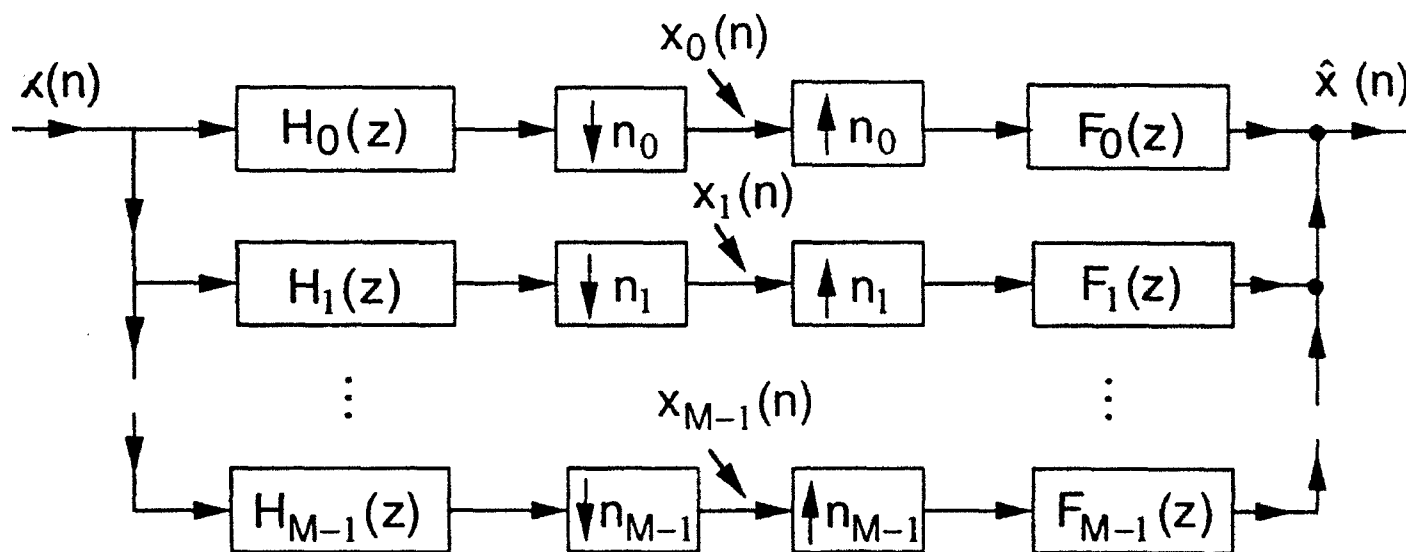 x₀(n)
x(n)
x̂ (n)
H₀(z)
↓ n₀
↑ n₀
F₀(z)
x₁(n)
H₁(z)
↓ n₁
↑ n₁
F₁(z)
⋮
x_{M−1}(n)
⋮
H_{M−1}(z)
↓ n_{M−1}
↑ n_{M−1}
F_{M−1}(z)